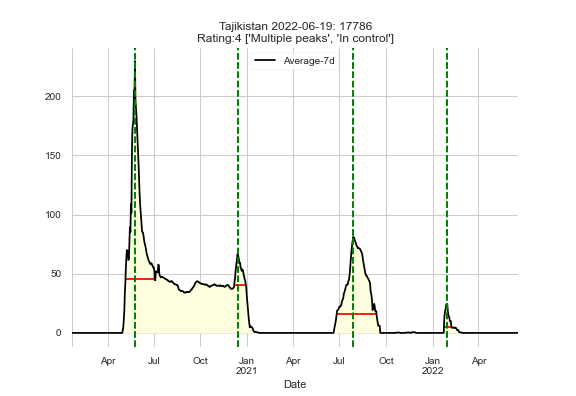 Tajikistan 2022-06-19: 17786
Rating:4 ['Multiple peaks', 'In control']
Average-7d
200
150
100
50
0
Apr Jul Oct Jan Apr Jul Oct Jan Apr
2021 2022
Date